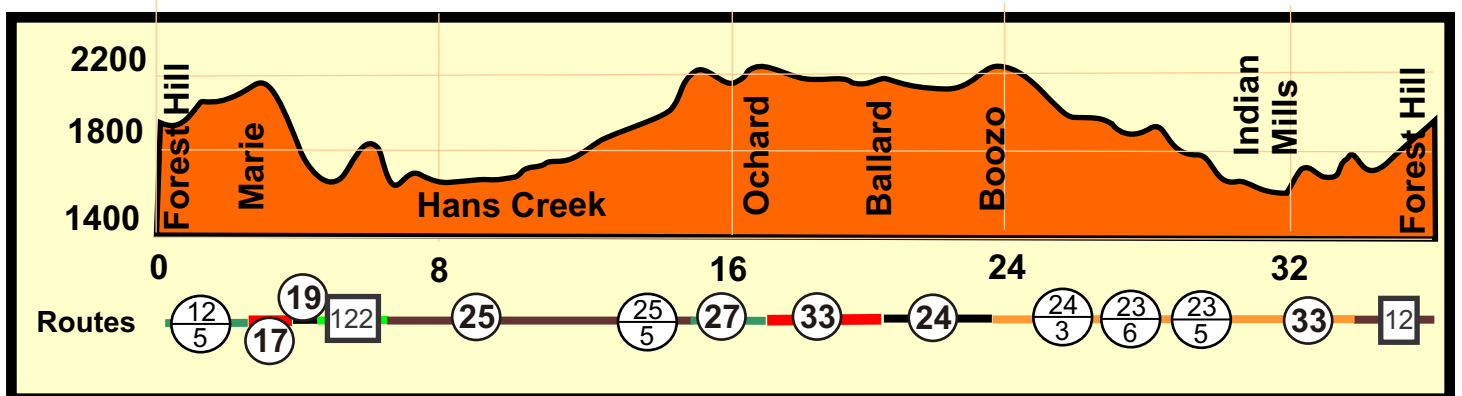 2200
1800
1400
Forest Hill
Marie
Hans Creek
Ochard
Ballard
Boozo
Indian
Mills
Forest Hill
0 8 16 24 32
Routes
12
5
17
19
122
25
25
5
27
33
24
24
3
23
6
23
5
33
12